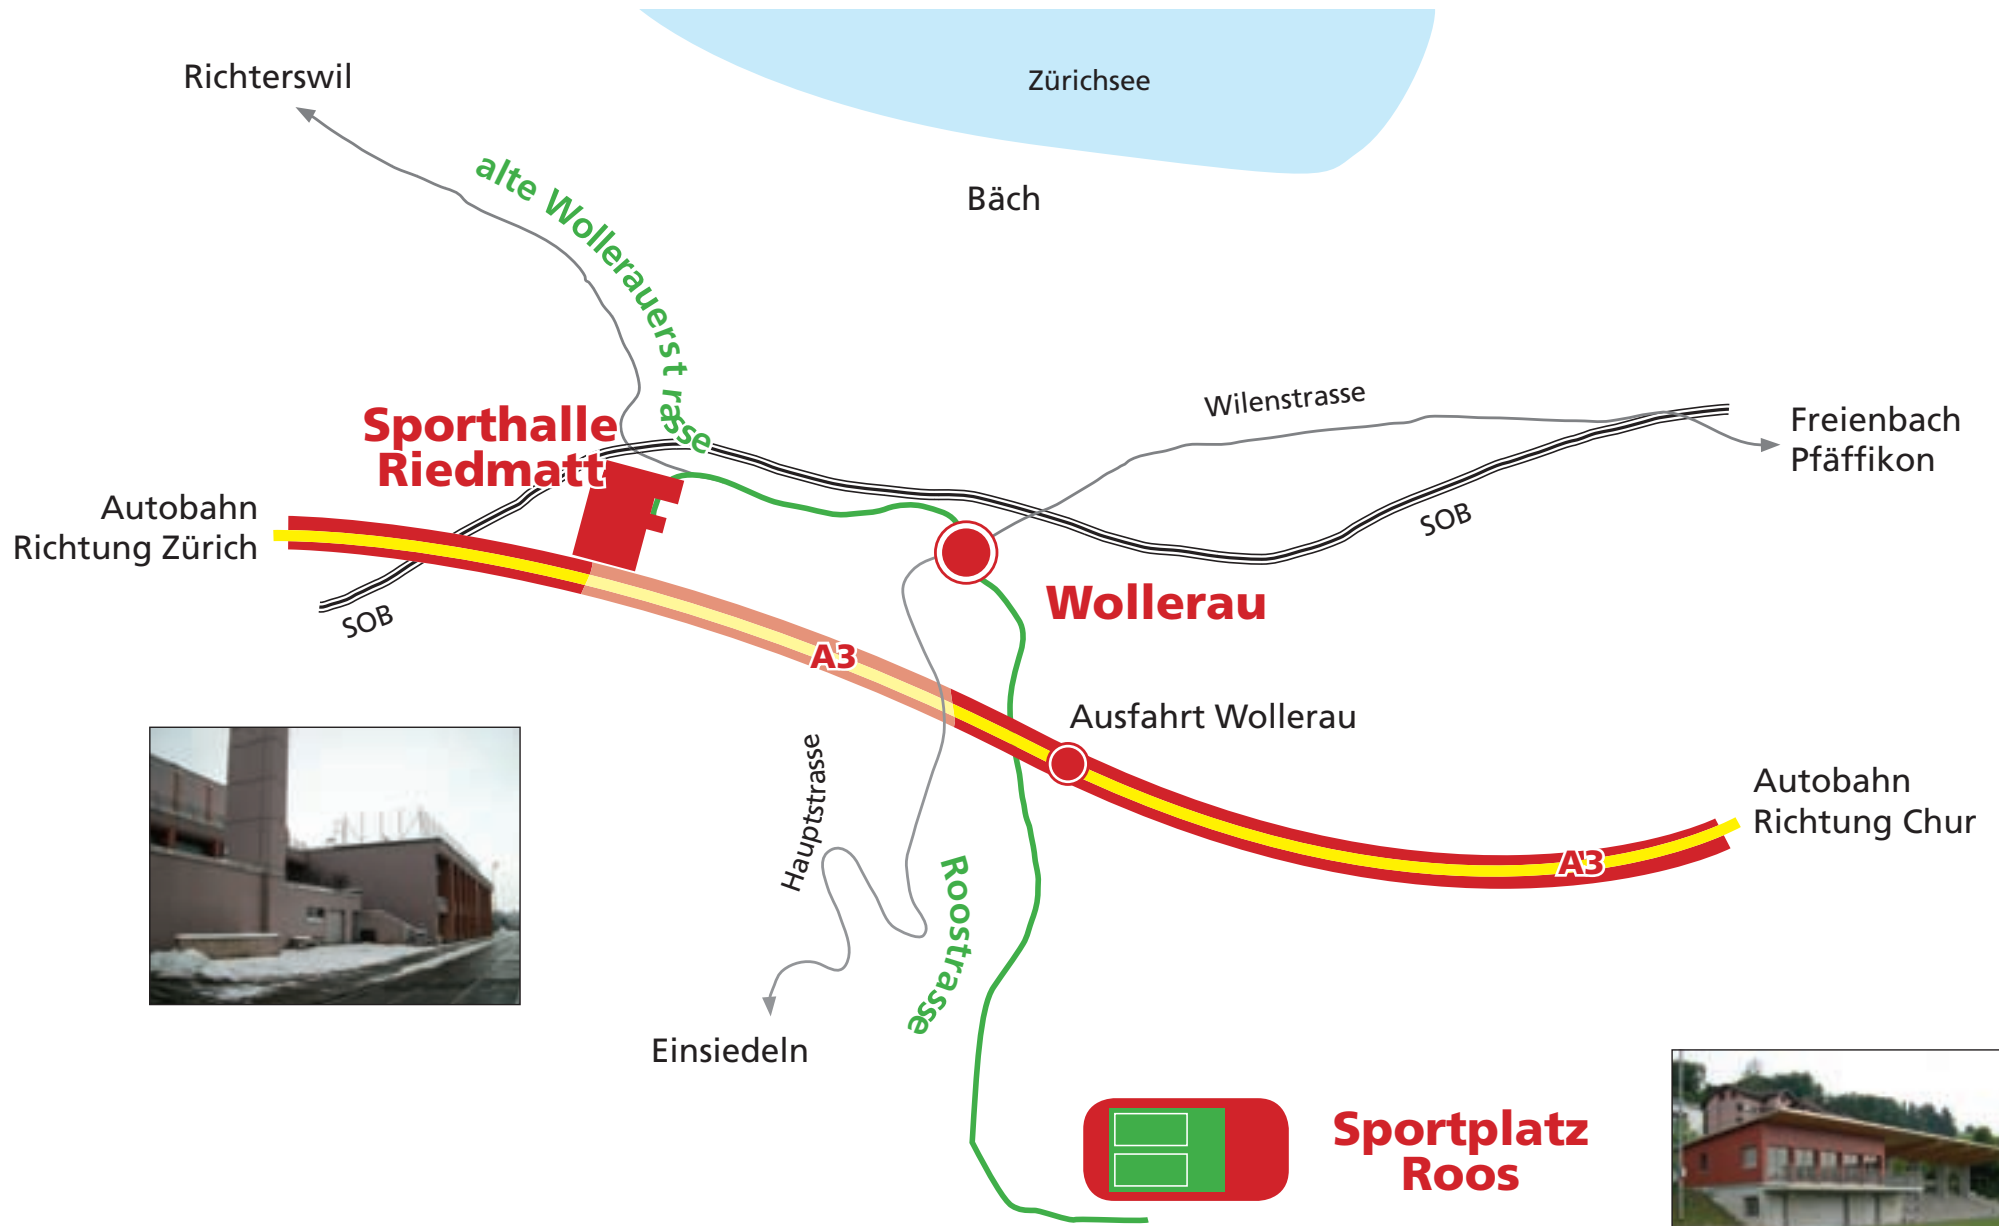 Richterswil
Zürichsee
alte Wollerauerstrasse
Bäch
Wilenstrasse
Sporthalle
Riedmatt
Freienbach
Pfäffikon
Autobahn
Richtung Zürich
SOB
SOB
Wollerau
A3
Ausfahrt Wollerau
Hauptstrasse
Autobahn
Richtung Chur
A3
Roostrasse
Einsiedeln
Sportplatz
Roos